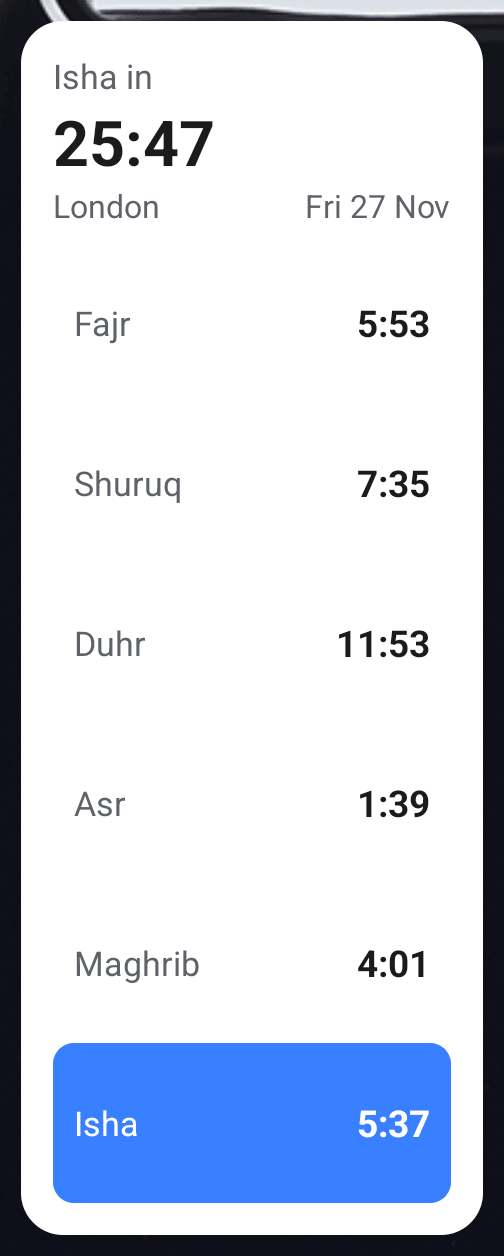 Isha in
25:47
London Fri 27 Nov
Fajr 5:53
Shuruq 7:35
Duhr 11:53
Asr 1:39
Maghrib 4:01
Isha 5:37